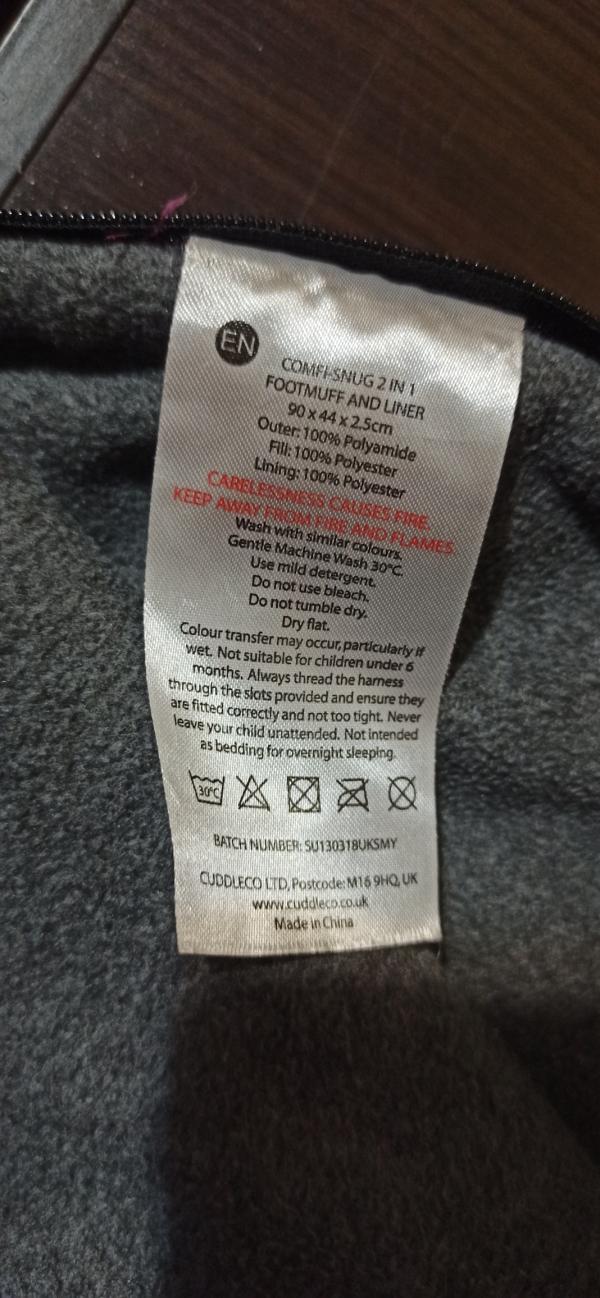 EN
COMFI-SNUG 2 IN 1
FOOTMUFF AND LINER
90 x 44 x 2.5cm
Outer: 100% Polyamide
Fill: 100% Polyester
Lining: 100% Polyester
CARELESSNESS CAUSES FIRE.
KEEP AWAY FROM FIRE AND FLAMES
Wash with similar colours.
Gentle Machine Wash 30°C.
Use mild detergent.
Do not use bleach.
Do not tumble dry.
Dry flat.
Colour transfer may occur, particularly if
wet. Not suitable for children under 6
months. Always thread the harness
through the slots provided and ensure they
are fitted correctly and not too tight. Never
leave your child unattended. Not intended
as bedding for overnight sleeping.
30°C
BATCH NUMBER: SU130318UKSMY
CUDDLECO LTD, Postcode: M16 9HQ, UK
www.cuddleco.co.uk
Made in China